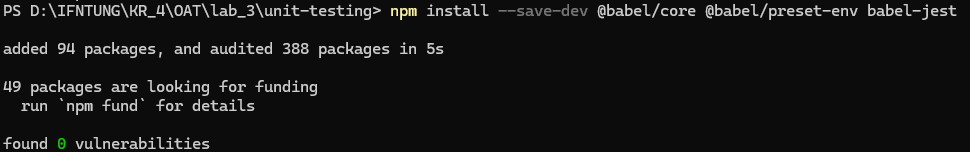 PS D:\IFNTUNG\KR_4\OAT\lab_3\unit-testing> npm install --save-dev @babel/core @babel/preset-env babel-jest
added 94 packages, and audited 388 packages in 5s
49 packages are looking for funding
  run `npm fund` for details
found 0 vulnerabilities